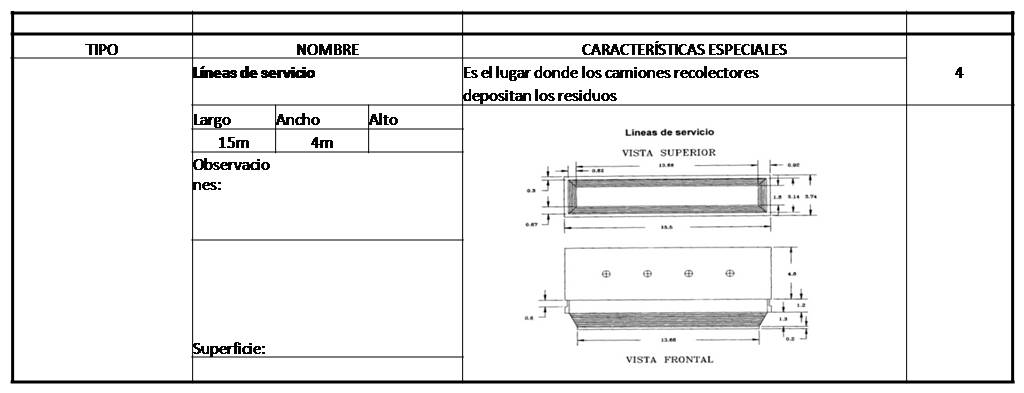 TIPO
NOMBRE
CARACTERÍSTICAS ESPECIALES
Líneas de servicio
Es el lugar donde los camiones recolectores
depositan los residuos
4
Largo
Ancho
Alto
15m
4m
Observacio
nes:
Superficie:
Lineas de servicio
VISTA SUPERIOR
13.66
0.92
0.82
0.3
1.8
3.14
3.74
0.67
15.5
4.8
1.2
0.6
1.3
0.2
13.66
VISTA FRONTAL